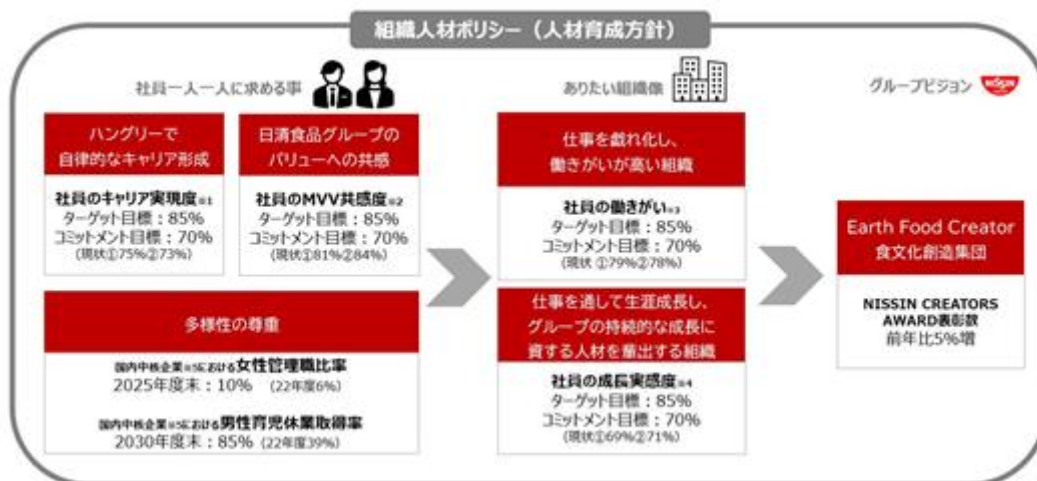 組織人材ポリシー（人材育成方針）
社員一人一人に求める事
ハングリーで
自律的なキャリア形成
社員のキャリア実現度※1
ターゲット目標：85%
コミットメント目標：70%
(現状①75%②73%)
日清食品グループの
バリューへの共感
社員のMVV共感度※2
ターゲット目標：85%
コミットメント目標：70%
(現状①81%②84%)
多様性の尊重
国内中核企業※5における女性管理職比率
2025年度末：10% (22年度6%)
国内中核企業※5における男性育児休業取得率
2030年度末：85% (22年度39%)
ありたい組織像
仕事を戯れ化し、
働きがいが高い組織
社員の働きがい※3
ターゲット目標：85%
コミットメント目標：70%
(現状 ①79%②78%)
仕事を通して生涯成長し、
グループの持続的な成長に
資する人材を輩出する組織
社員の成長実感度※4
ターゲット目標：85%
コミットメント目標：70%
(現状①69%②71%)
グループビジョン
NISSIN
Earth Food Creator
食文化創造集団
NISSIN CREATORS
AWARD表彰数
前年比5%増